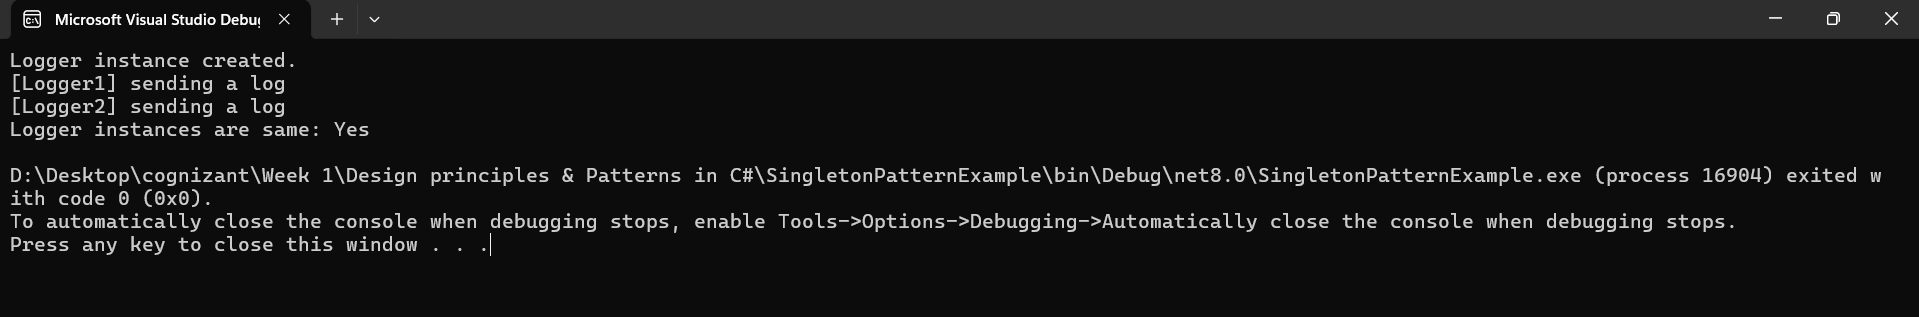 Microsoft Visual Studio Debu
Logger instance created.
[Logger1] sending a log
[Logger2] sending a log
Logger instances are same: Yes
D:\Desktop\cognizant\Week 1\Design principles & Patterns in C#\SingletonPatternExample\bin\Debug\net8.0\SingletonPatternExample.exe (process 16904) exited w
ith code 0 (0x0).
To automatically close the console when debugging stops, enable Tools->Options->Debugging->Automatically close the console when debugging stops.
Press any key to close this window . . .